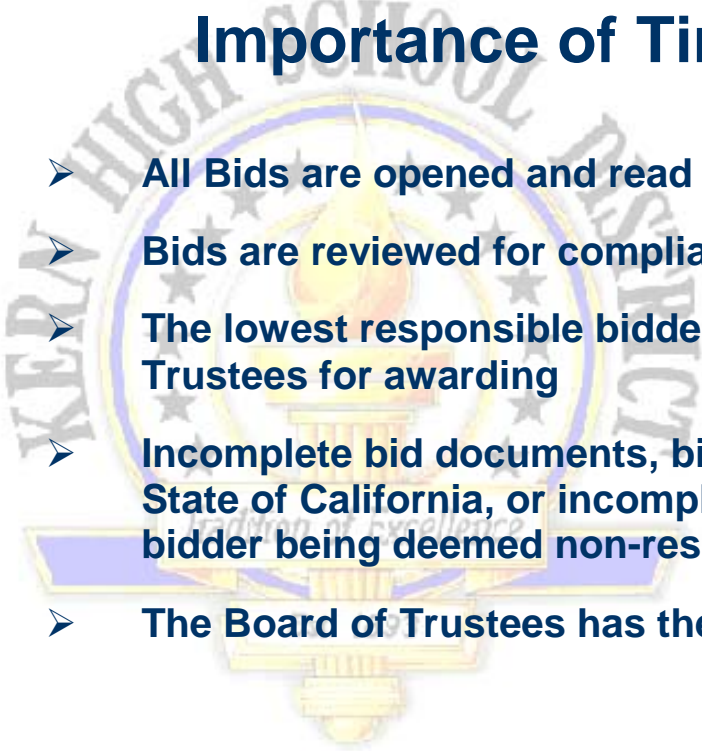 Importance of Ti
KERN HIGH SCHOOL DISTRICT
➢ All Bids are opened and read
➢ Bids are reviewed for complia
➢ The lowest responsible bidde
Trustees for awarding
➢ Incomplete bid documents, bi
State of California, or incompl
Tradition of Excellence
bidder being deemed non-res
➢ The Board of Trustees has the